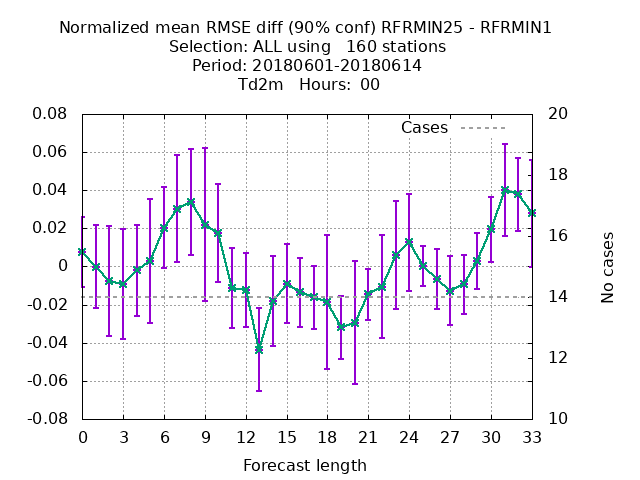 Normalized mean RMSE diff (90% conf) RFRMIN25 - RFRMIN1
Selection: ALL using   160 stations
Period: 20180601-20180614
Td2m   Hours:  00
Cases
0.08
0.06
0.04
0.02
0
-0.02
-0.04
-0.06
-0.08
20
18
16
14
12
10
No cases
0 3 6 9 12 15 18 21 24 27 30 33
Forecast length